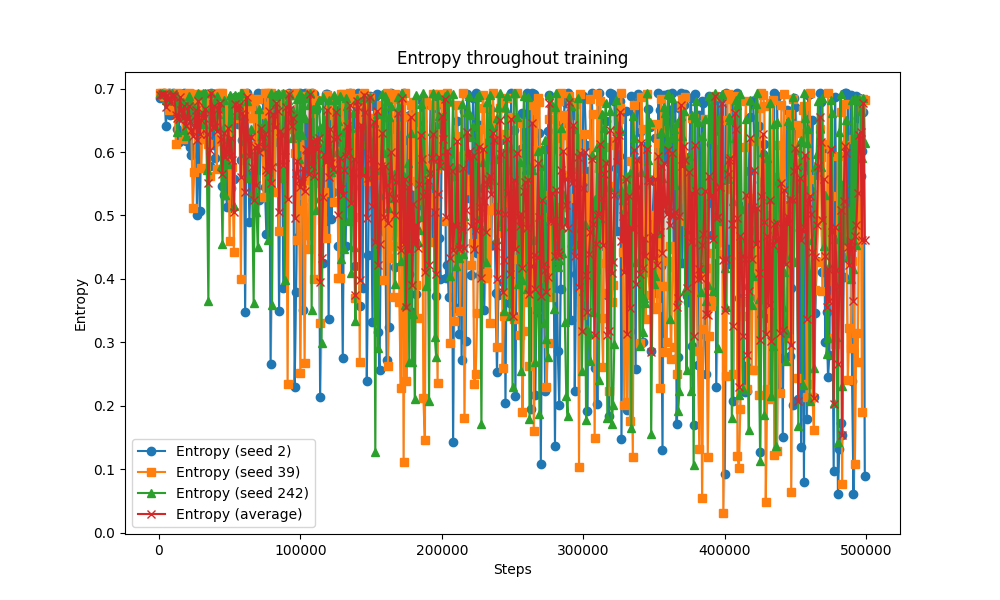 Entropy throughout training
Entropy
0.7
0.6
0.5
0.4
0.3
0.2
0.1
0.0
Entropy (seed 2)
Entropy (seed 39)
Entropy (seed 242)
Entropy (average)
0 100000 200000 300000 400000 500000
Steps